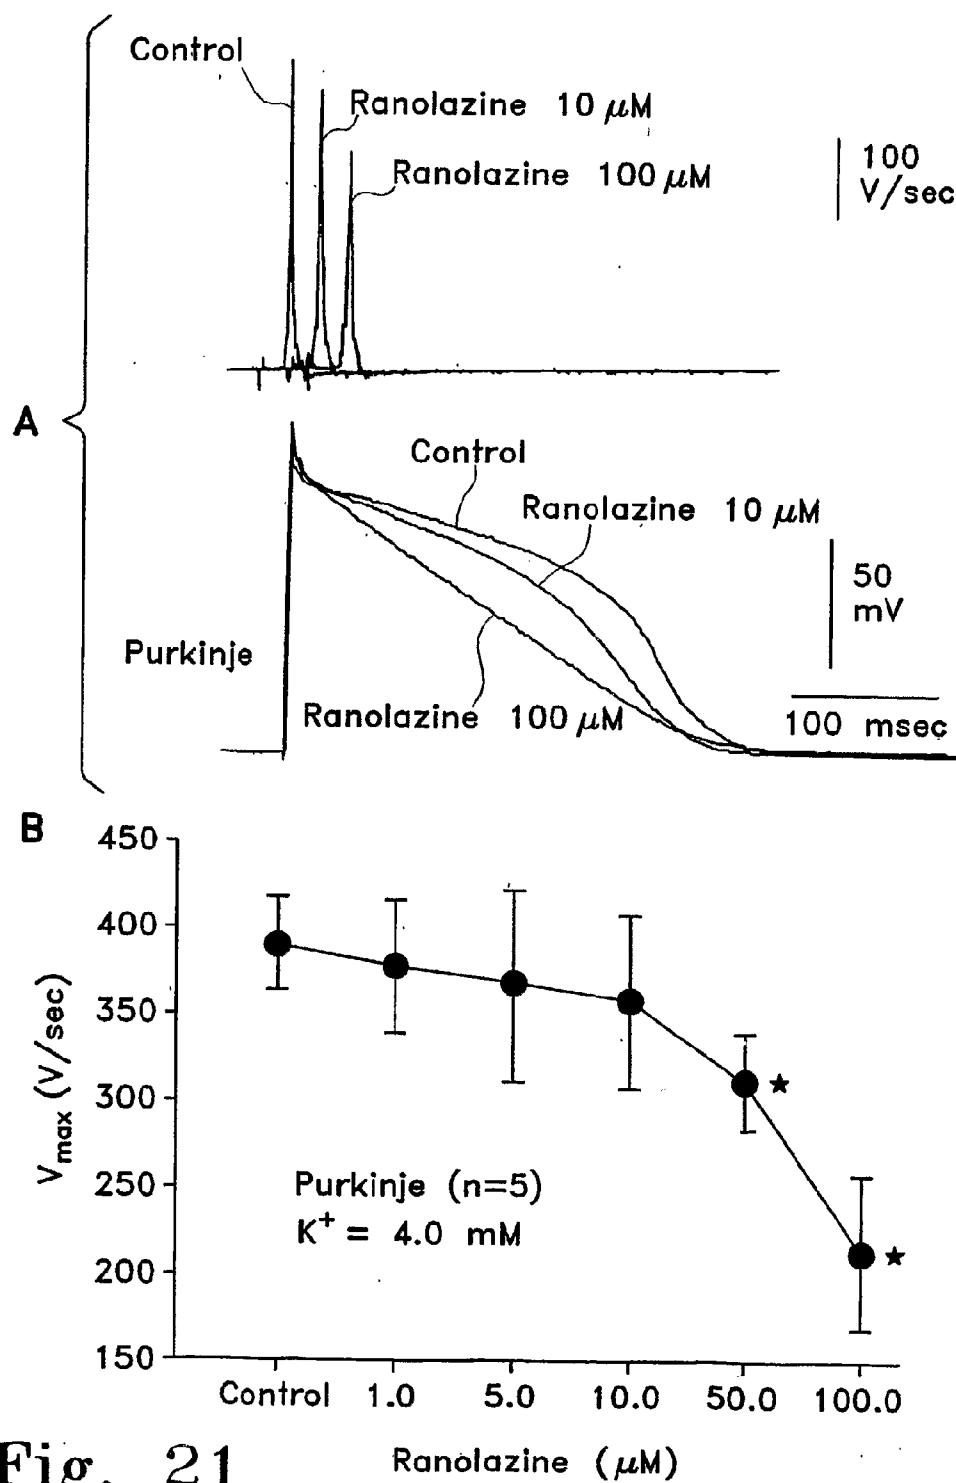 Control
Ranolazine 10 μM
Ranolazine 100 μM
100
V/sec
A
Control
Ranolazine 10 μM
50
mV
Purkinje
Ranolazine 100 μM
100 msec
B
450
400
350
300
250
200
150
Vmax (V/sec)
★
★
Purkinje (n=5)
K+ = 4.0 mM
Control 1.0 5.0 10.0 50.0 100.0
Ranolazine (μM)
Fig. 21